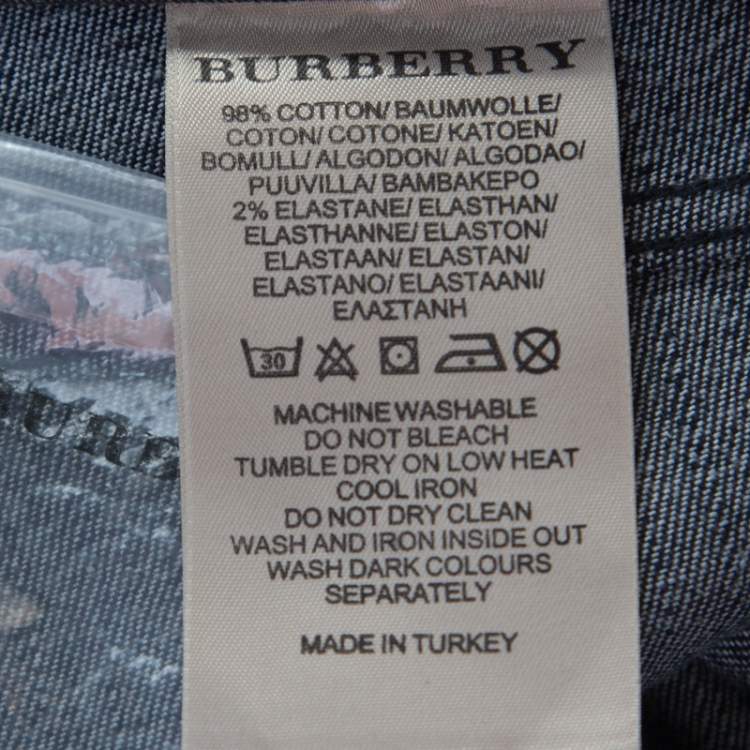 BURBERRY
98% COTTON/ BAUMWOLLE/
COTON/ COTONE/ KATOEN/
BOMULL/ ALGODON/ ALGODAO/
PUUVILLA/ BAMBAKEPO
2% ELASTANE/ ELASTHAN/
ELASTHANNE/ ELASTON/
ELASTAAN/ ELASTAN/
ELASTANO/ ELASTAANI/
ΕΛΑΣΤΑΝΗ
30
MACHINE WASHABLE
DO NOT BLEACH
TUMBLE DRY ON LOW HEAT
COOL IRON
DO NOT DRY CLEAN
WASH AND IRON INSIDE OUT
WASH DARK COLOURS
SEPARATELY
MADE IN TURKEY